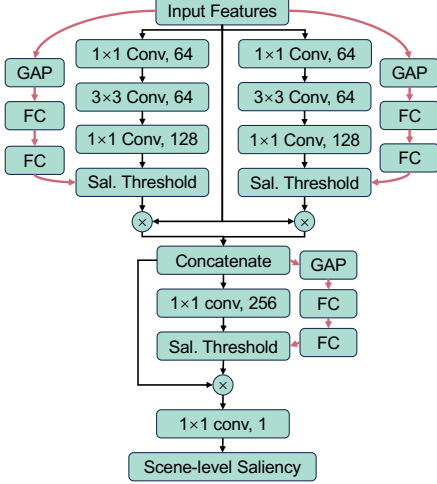 Input Features
1×1 Conv, 64
1×1 Conv, 64
GAP
GAP
3×3 Conv, 64
3×3 Conv, 64
FC
FC
1×1 Conv, 128
1×1 Conv, 128
FC
FC
Sal. Threshold
Sal. Threshold
×
×
Concatenate
GAP
1×1 conv, 256
FC
Sal. Threshold
FC
×
1×1 conv, 1
Scene-level Saliency